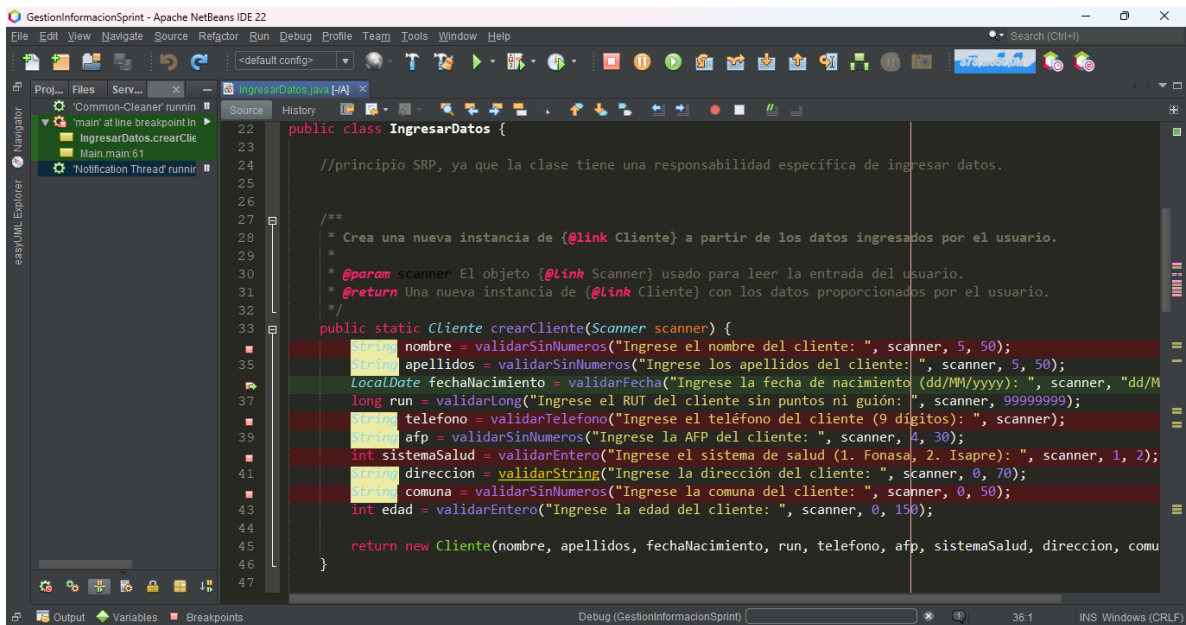 GestionInformacionSprint - Apache NetBeans IDE 22
File Edit View Navigate Source Refactor Run Debug Profile Team Tools Window Help
Search (Ctrl+I)
<default config>
Proj... Files Serv...
IngresarDatos.java [-/A]
Source History
Navigator
easyUML Explorer
'Common-Cleaner' runnin
'main' at line breakpoint In
IngresarDatos.crearClie
Main.main:61
'Notification Thread' runnin
22 public class IngresarDatos {
23
24 //principio SRP, ya que la clase tiene una responsabilidad específica de ingresar datos.
25
26
27 /**
28 * Crea una nueva instancia de {@link Cliente} a partir de los datos ingresados por el usuario.
29 *
30 * @param scanner El objeto {@link Scanner} usado para leer la entrada del usuario.
31 * @return Una nueva instancia de {@link Cliente} con los datos proporcionados por el usuario.
32 */
33 public static Cliente crearCliente(Scanner scanner) {
String nombre = validarSinNumeros("Ingrese el nombre del cliente: ", scanner, 5, 50);
35 String apellidos = validarSinNumeros("Ingrese los apellidos del cliente: ", scanner, 5, 50);
LocalDate fechaNacimiento = validarFecha("Ingrese la fecha de nacimiento (dd/MM/yyyy): ", scanner, "dd/M
37 long run = validarLong("Ingrese el RUT del cliente sin puntos ni guión: ", scanner, 99999999);
String telefono = validarTelefono("Ingrese el teléfono del cliente (9 dígitos): ", scanner);
39 String afp = validarSinNumeros("Ingrese la AFP del cliente: ", scanner, 4, 30);
int sistemaSalud = validarEntero("Ingrese el sistema de salud (1. Fonasa, 2. Isapre): ", scanner, 1, 2);
41 String direccion = validarString("Ingrese la dirección del cliente: ", scanner, 0, 70);
String comuna = validarSinNumeros("Ingrese la comuna del cliente: ", scanner, 0, 50);
43 int edad = validarEntero("Ingrese la edad del cliente: ", scanner, 0, 150);
44
45 return new Cliente(nombre, apellidos, fechaNacimiento, run, telefono, afp, sistemaSalud, direccion, comu
46 }
47
Output Variables Breakpoints
Debug (GestionInformacionSprint)
1
36:1
INS Windows (CRLF)